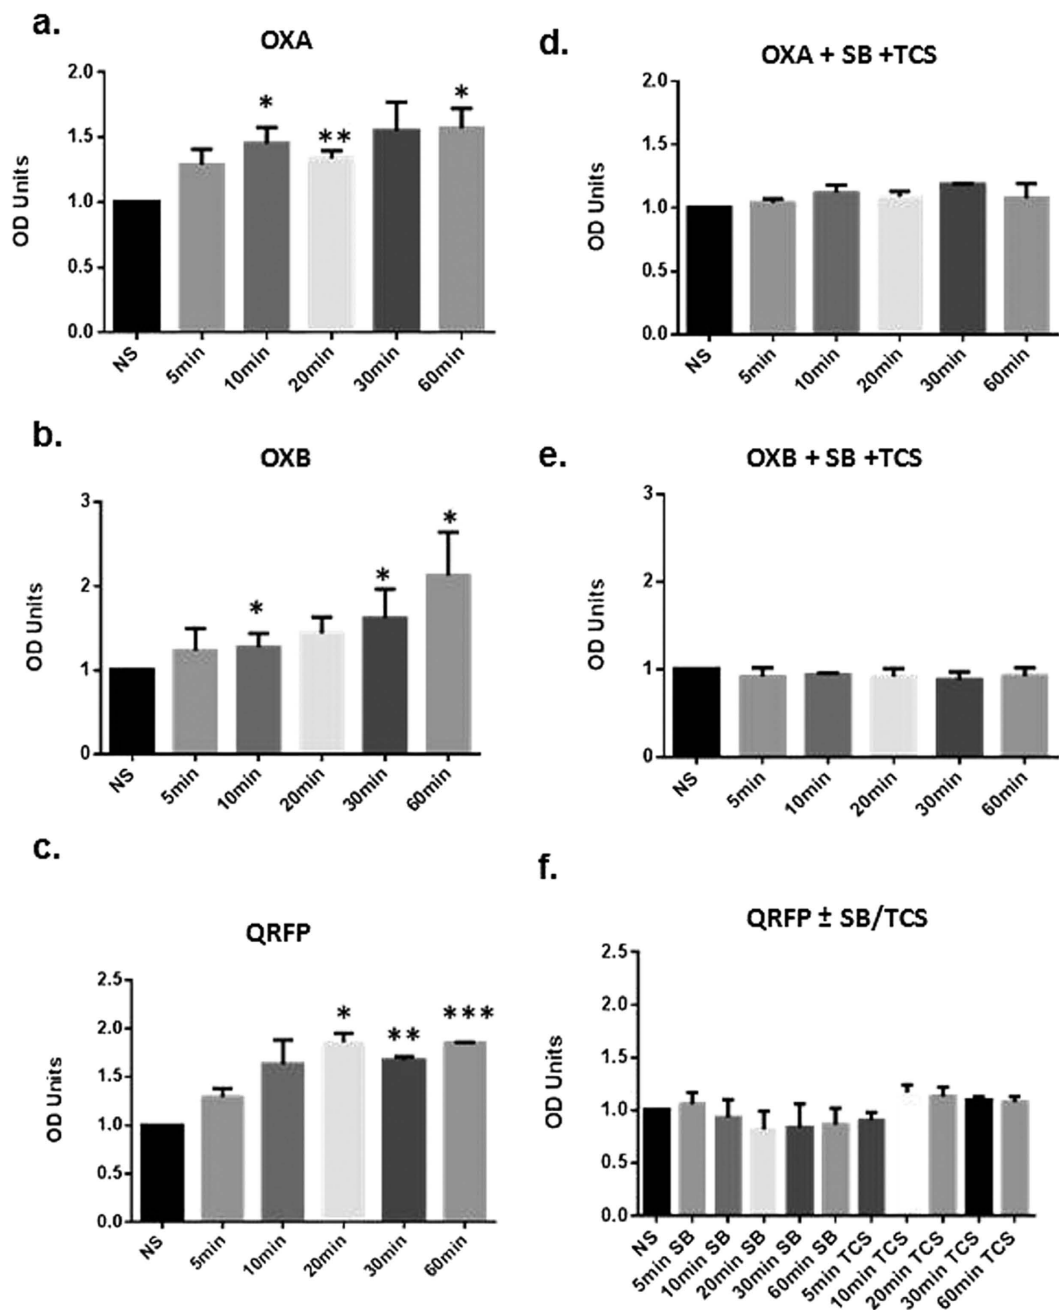 a.
OXA
OD Units
2.0
1.5
1.0
0.5
0.0
*
**
*
NS
5min
10min
20min
30min
60min
b.
OXB
OD Units
3
2
1
0
*
*
*
NS
5min
10min
20min
30min
60min
c.
QRFP
OD Units
2.5
2.0
1.5
1.0
0.5
0.0
*
**
***
NS
5min
10min
20min
30min
60min
d.
OXA + SB +TCS
OD Units
2.0
1.5
1.0
0.5
0.0
NS
5min
10min
20min
30min
60min
e.
OXB + SB +TCS
OD Units
3
2
1
0
NS
5min
10min
20min
30min
60min
f.
QRFP ± SB/TCS
OD Units
2.5
2.0
1.5
1.0
0.5
0.0
NS
5min SB
10min SB
20min SB
30min SB
60min SB
5min TCS
10min TCS
20min TCS
30min TCS
60min TCS